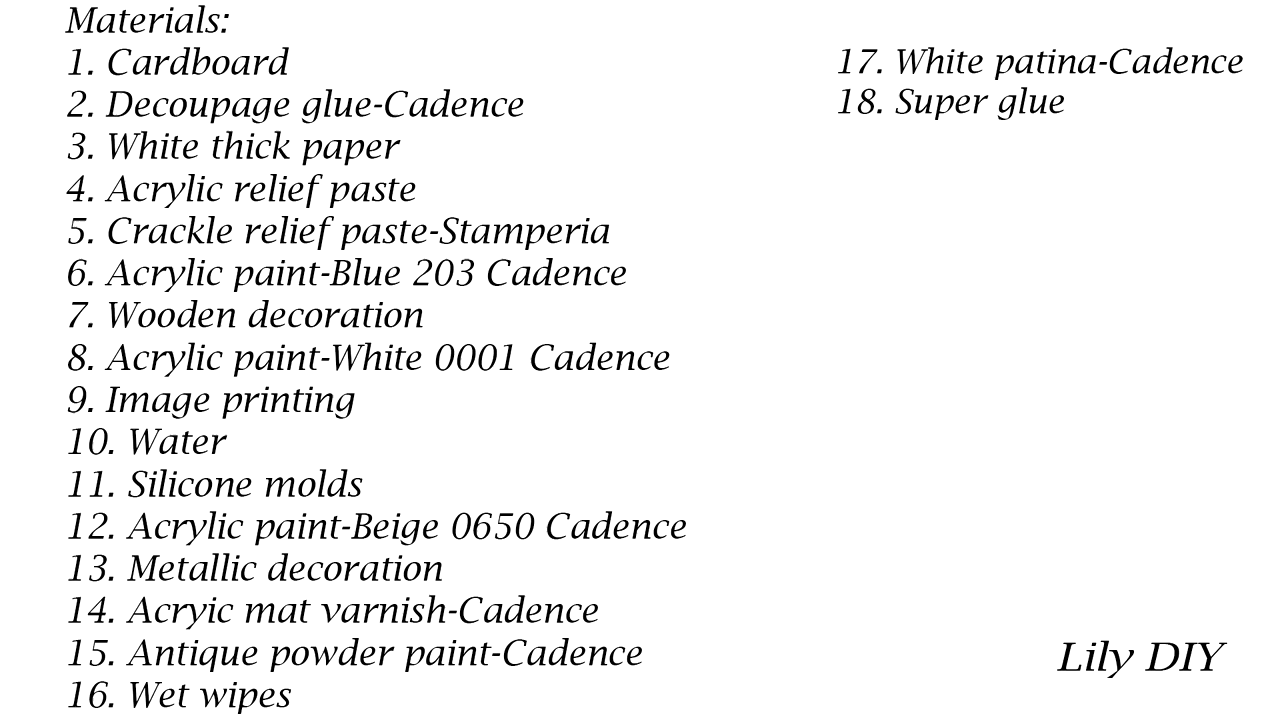 Materials:
1. Cardboard
2. Decoupage glue-Cadence
3. White thick paper
4. Acrylic relief paste
5. Crackle relief paste-Stamperia
6. Acrylic paint-Blue 203 Cadence
7. Wooden decoration
8. Acrylic paint-White 0001 Cadence
9. Image printing
10. Water
11. Silicone molds
12. Acrylic paint-Beige 0650 Cadence
13. Metallic decoration
14. Acryic mat varnish-Cadence
15. Antique powder paint-Cadence
16. Wet wipes
17. White patina-Cadence
18. Super glue
Lily DIY